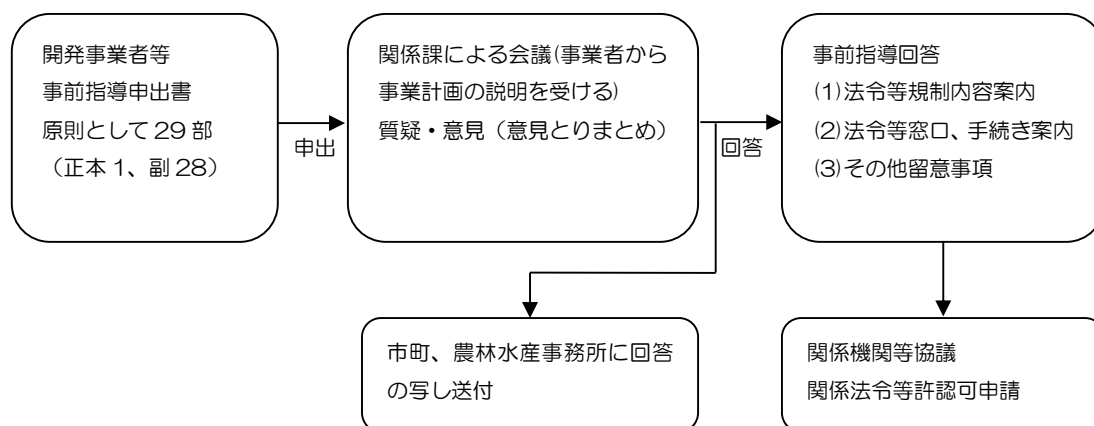 開発事業者等
事前指導申出書
原則として 29 部
（正本 1、副 28）
申出
関係課による会議(事業者から
事業計画の説明を受ける)
質疑・意見（意見とりまとめ）
回答
事前指導回答
(1)法令等規制内容案内
(2)法令等窓口、手続き案内
(3)その他留意事項
市町、農林水産事務所に回答
の写し送付
関係機関等協議
関係法令等許認可申請